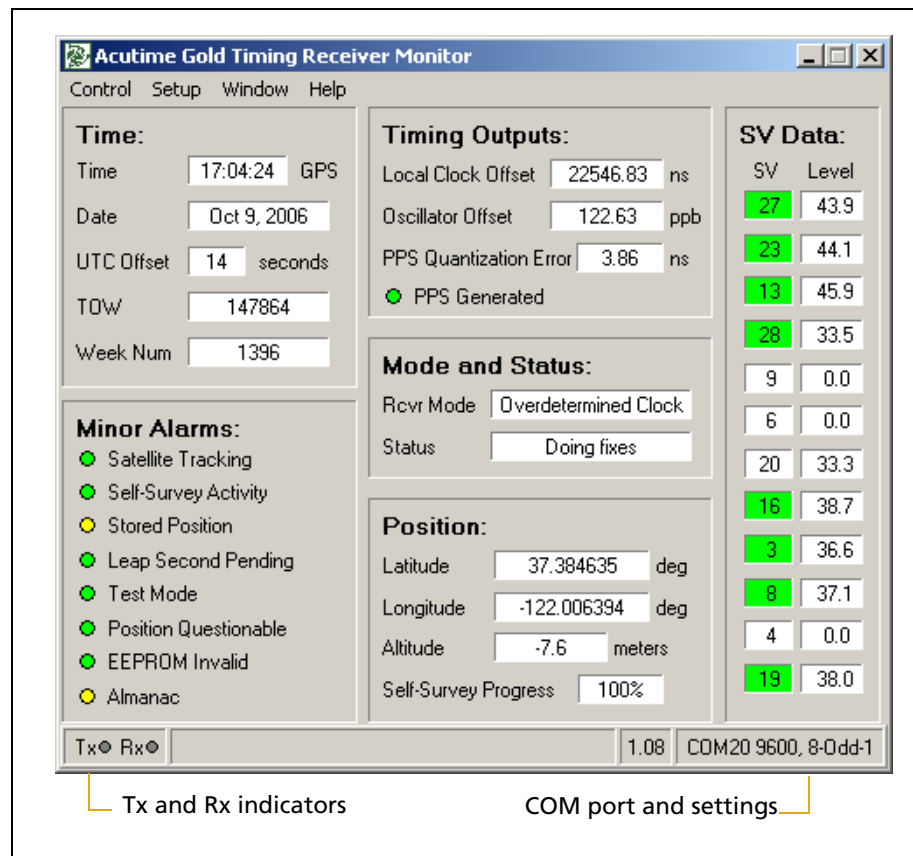 Acutime Gold Timing Receiver Monitor
Control Setup Window Help
Time:
Time 17:04:24 GPS
Date Oct 9, 2006
UTC Offset 14 seconds
TOW 147864
Week Num 1396
Minor Alarms:
Satellite Tracking
Self-Survey Activity
Stored Position
Leap Second Pending
Test Mode
Position Questionable
EEPROM Invalid
Almanac
Timing Outputs:
Local Clock Offset 22546.83 ns
Oscillator Offset 122.63 ppb
PPS Quantization Error 3.86 ns
PPS Generated
Mode and Status:
Rcvr Mode Overdetermined Clock
Status Doing fixes
Position:
Latitude 37.384635 deg
Longitude -122.006394 deg
Altitude -7.6 meters
Self-Survey Progress 100%
SV Data:
SV Level
27 43.9
23 44.1
13 45.9
28 33.5
9 0.0
6 0.0
20 33.3
16 38.7
3 36.6
8 37.1
4 0.0
19 38.0
Tx Rx 1.08 COM20 9600, 8-Odd-1
Tx and Rx indicators
COM port and settings